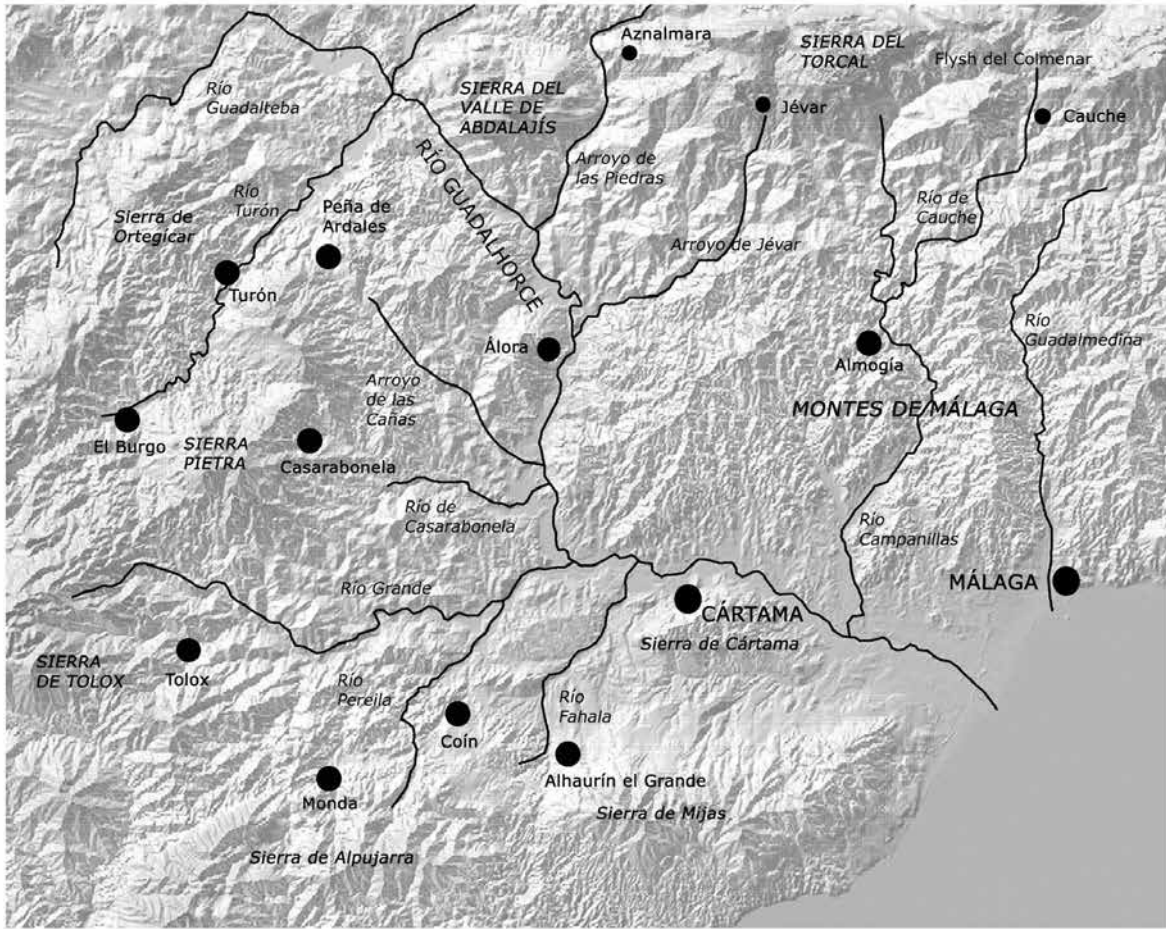 Aznalmara
SIERRA DEL
TORCAL
Flysh del Colmenar
Río
Guadalteba
SIERRA DEL
VALLE DE
ABDALAJÍS
Jévar
Cauche
RÍO GUADALHORCE
Arroyo de
las Piedras
Río
Turón
Peña de
Ardales
Río de
Cauche
Sierra de
Ortegícar
Arroyo de Jévar
Turón
Río
Guadalmedina
Álora
Almogía
Arroyo
de las
Cañas
MONTES DE MÁLAGA
El Burgo
SIERRA
PIETRA
Casarabonela
Río de
Casarabonela
Río
Campanillas
Río Grande
MÁLAGA
CÁRTAMA
Sierra de Cártama
SIERRA
DE TOLOX
Tolox
Río
Pereila
Río
Fahala
Coín
Alhaurín el Grande
Monda
Sierra de Mijas
Sierra de Alpujarra